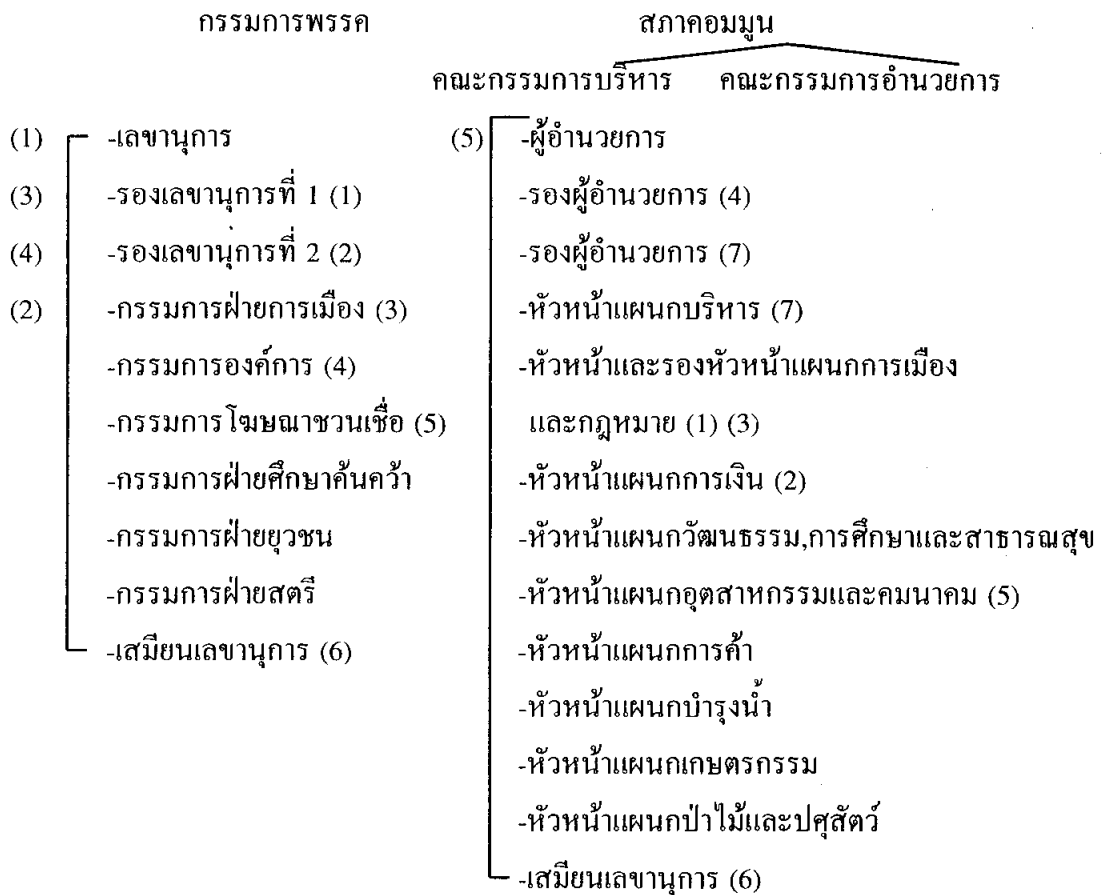 กรรมการพรรค สภาคอมมูน
คณะกรรมการบริหาร คณะกรรมการอำนวยการ
(1) -เลขานุการ (5) -ผู้อำนวยการ
(3) -รองเลขานุการที่ 1 (1) -รองผู้อำนวยการ (4)
(4) -รองเลขานุการที่ 2 (2) -รองผู้อำนวยการ (7)
(2) -กรรมการฝ่ายการเมือง (3) -หัวหน้าแผนกบริหาร (7)
-กรรมการองค์การ (4) -หัวหน้าและรองหัวหน้าแผนกการเมือง
-กรรมการโฆษณาชวนเชื่อ (5) และกฎหมาย (1) (3)
-กรรมการฝ่ายศึกษาค้นคว้า -หัวหน้าแผนกการเงิน (2)
-กรรมการฝ่ายยุวชน -หัวหน้าแผนกวัฒนธรรม,การศึกษาและสาธารณสุข
-กรรมการฝ่ายสตรี -หัวหน้าแผนกอุตสาหกรรมและคมนาคม (5)
-เสมียนเลขานุการ (6) -หัวหน้าแผนกการค้า
-หัวหน้าแผนกบำรุงน้ำ
-หัวหน้าแผนกเกษตรกรรม
-หัวหน้าแผนกป่าไม้และปศุสัตว์
-เสมียนเลขานุการ (6)